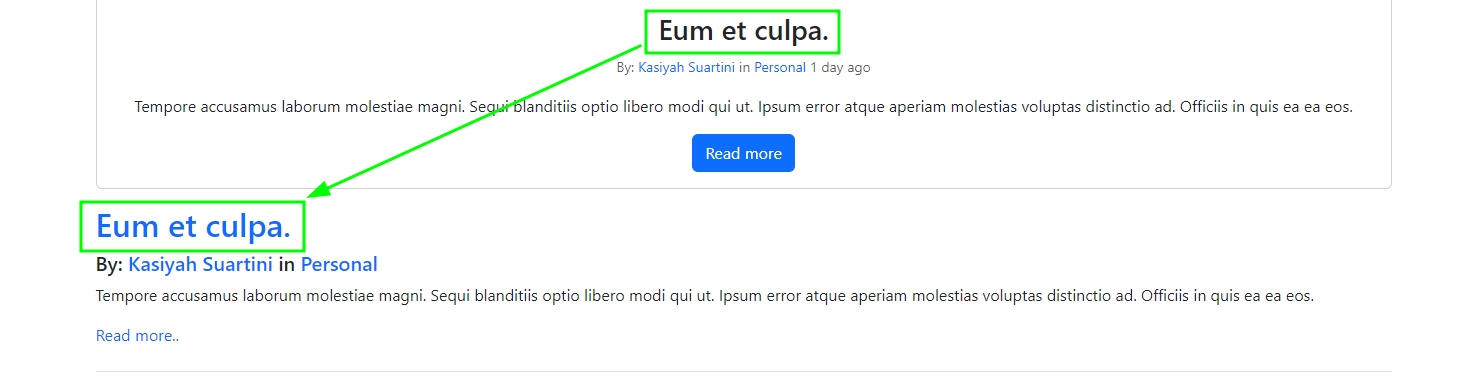 Eum et culpa.
By: Kasiyah Suartini in Personal 1 day ago
Tempore accusamus laborum molestiae magni. Sequi blanditiis optio libero modi qui ut. Ipsum error atque aperiam molestias voluptas distinctio ad. Officiis in quis ea ea eos.
Read more
Eum et culpa.
By: Kasiyah Suartini in Personal
Tempore accusamus laborum molestiae magni. Sequi blanditiis optio libero modi qui ut. Ipsum error atque aperiam molestias voluptas distinctio ad. Officiis in quis ea ea eos.
Read more..